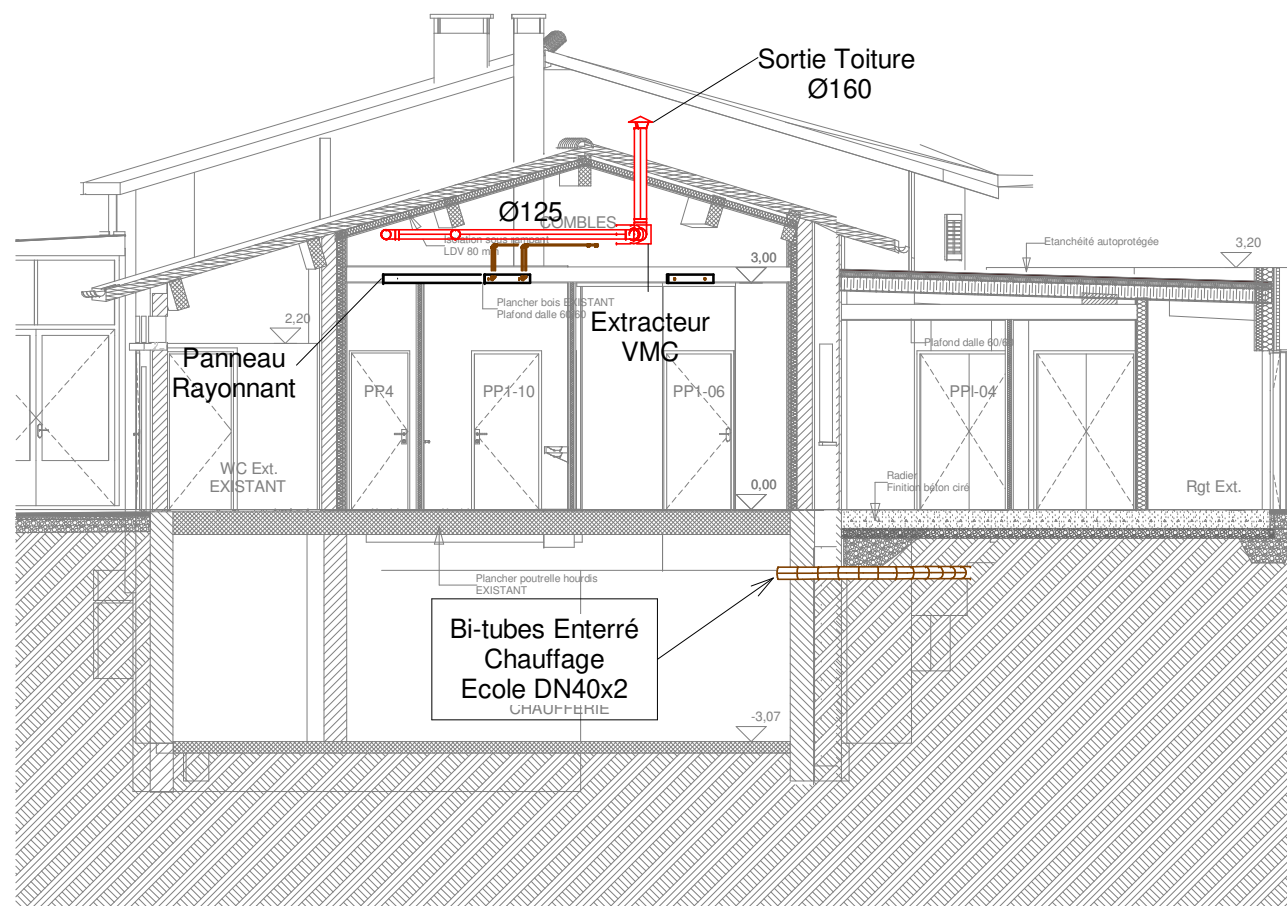 Sortie Toiture
Ø160
Ø125
COMBLES
Isolation sous rampant
LDV 80 mm
Etanchéité autoprotégée
3,20
3,00
Plancher bois EXISTANT
Plafond dalle 60/60
2,20
Extracteur
VMC
Panneau
Rayonnant
Plafond dalle 60/60
PP4
PP1-10
PP1-06
PPI-04
WC Ext.
EXISTANT
0,00
Radier
Finition béton ciré
Rgt Ext.
Plancher poutrelle hourdis
EXISTANT
Bi-tubes Enterré
Chauffage
Ecole DN40x2
CHAUFFERIE
-3,07